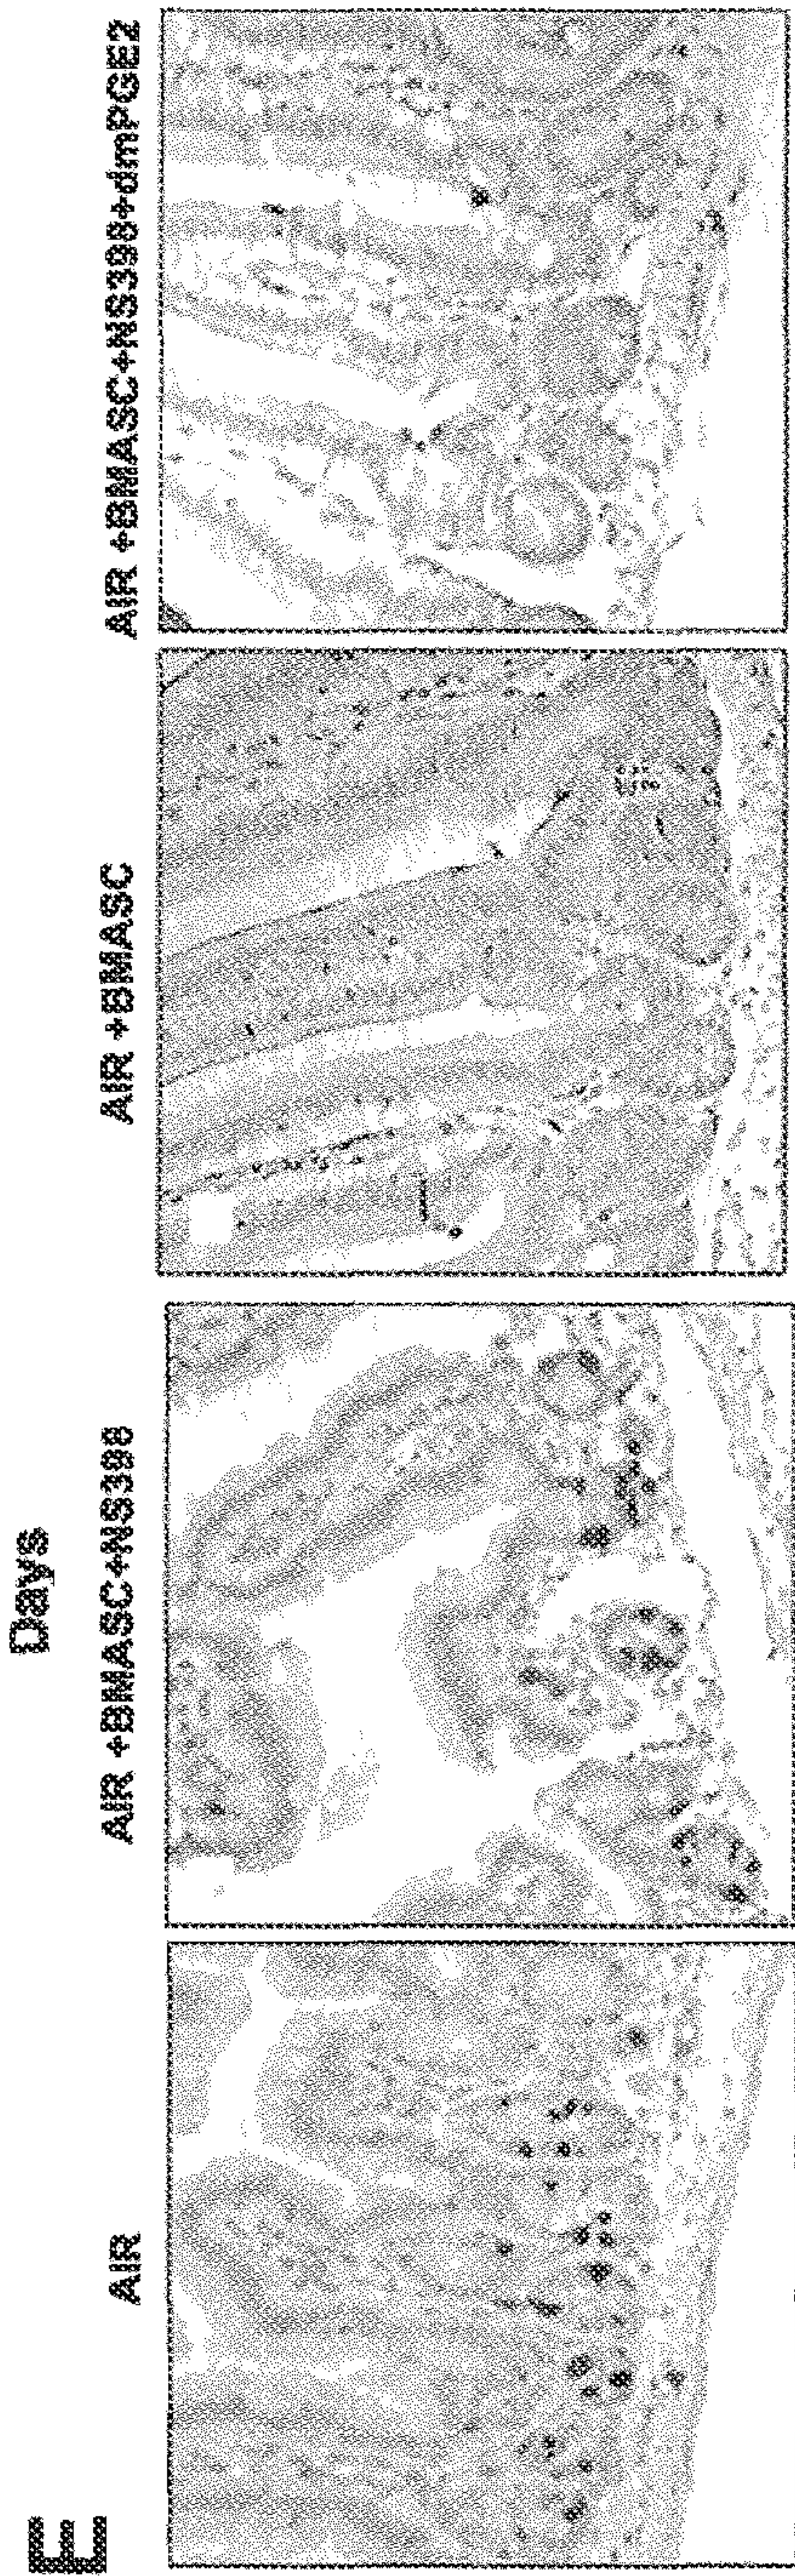 Days
E
AIR
AIR +BMASC+NS398
AIR +BMASC
AIR +BMASC+NS398+dmPGE2